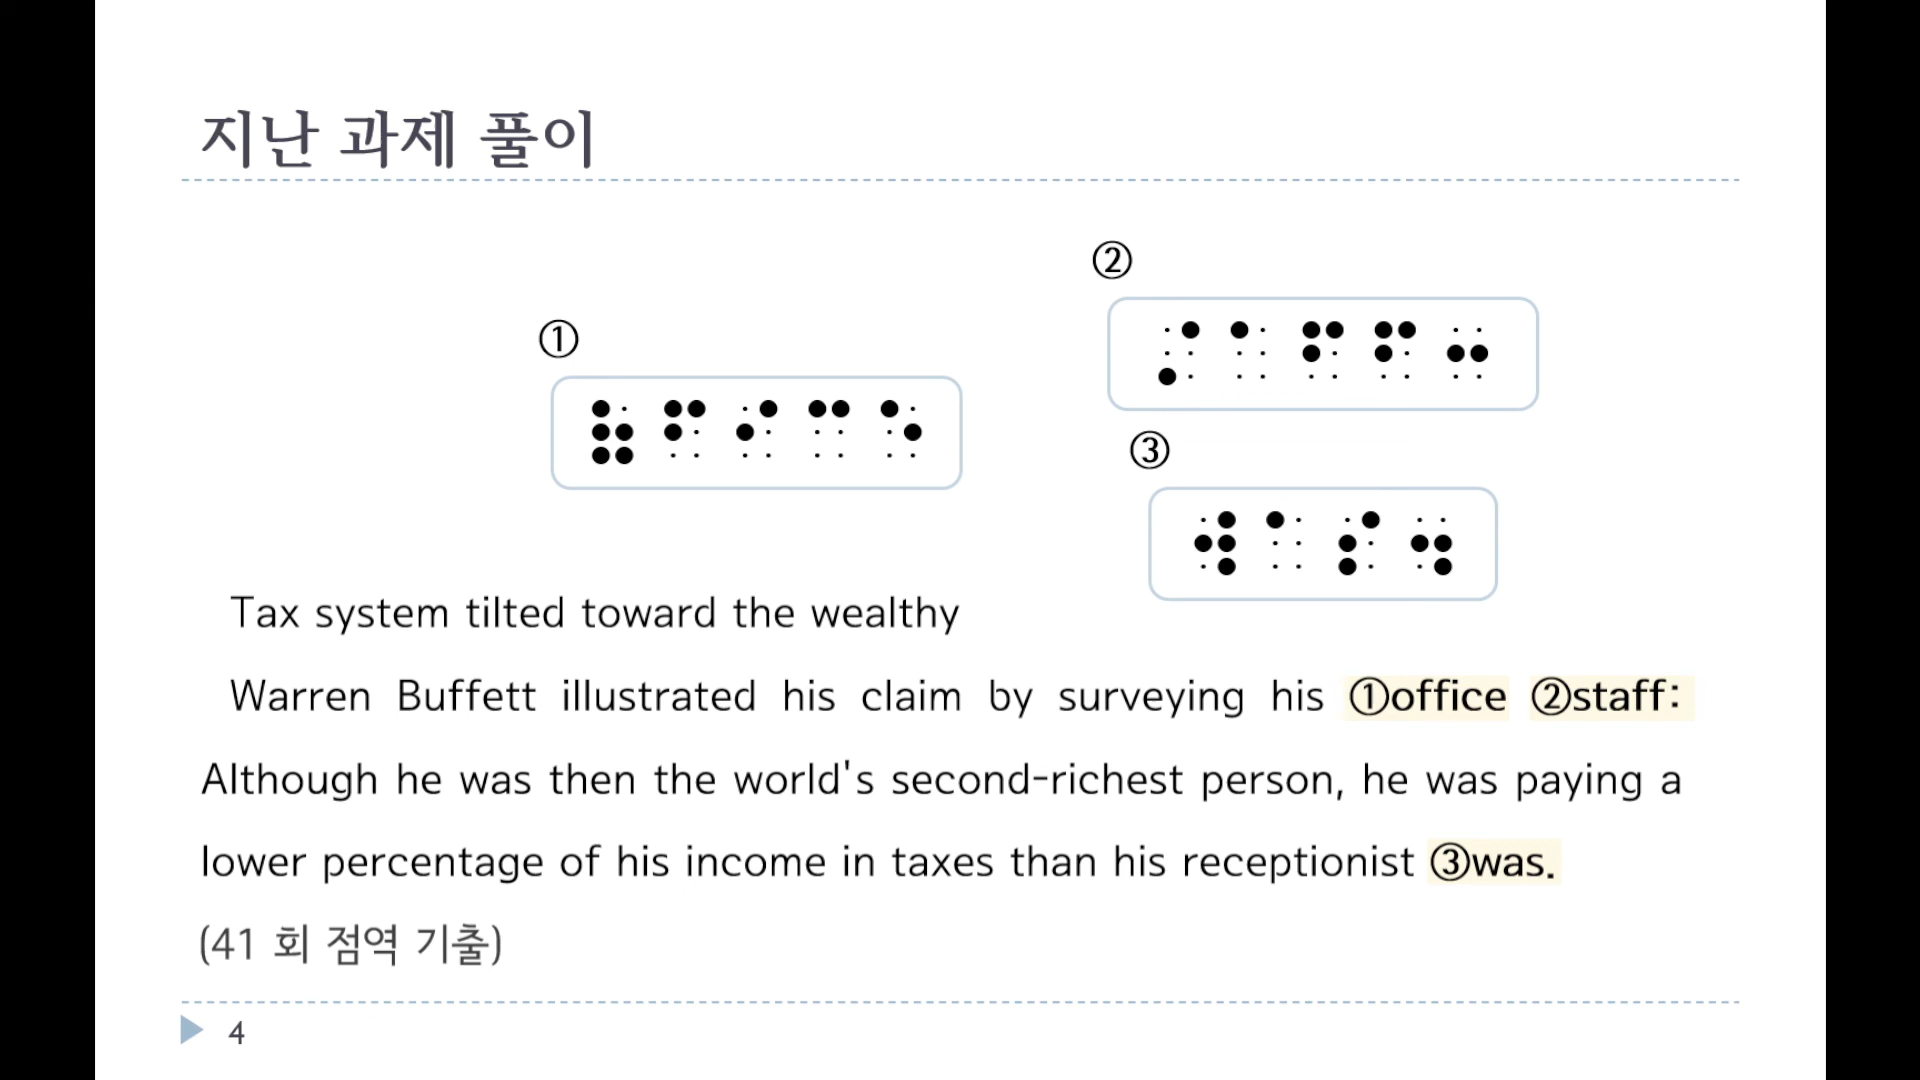 지난 과제 풀이
②
⠌⠁⠋⠋⠒
①
⠷⠋⠊⠉⠑
③
⠺⠁⠎⠲
Tax system tilted toward the wealthy
Warren Buffett illustrated his claim by surveying his ①office ②staff:
Although he was then the world's second-richest person, he was paying a
lower percentage of his income in taxes than his receptionist ③was.
(41 회 점역 기출)
4